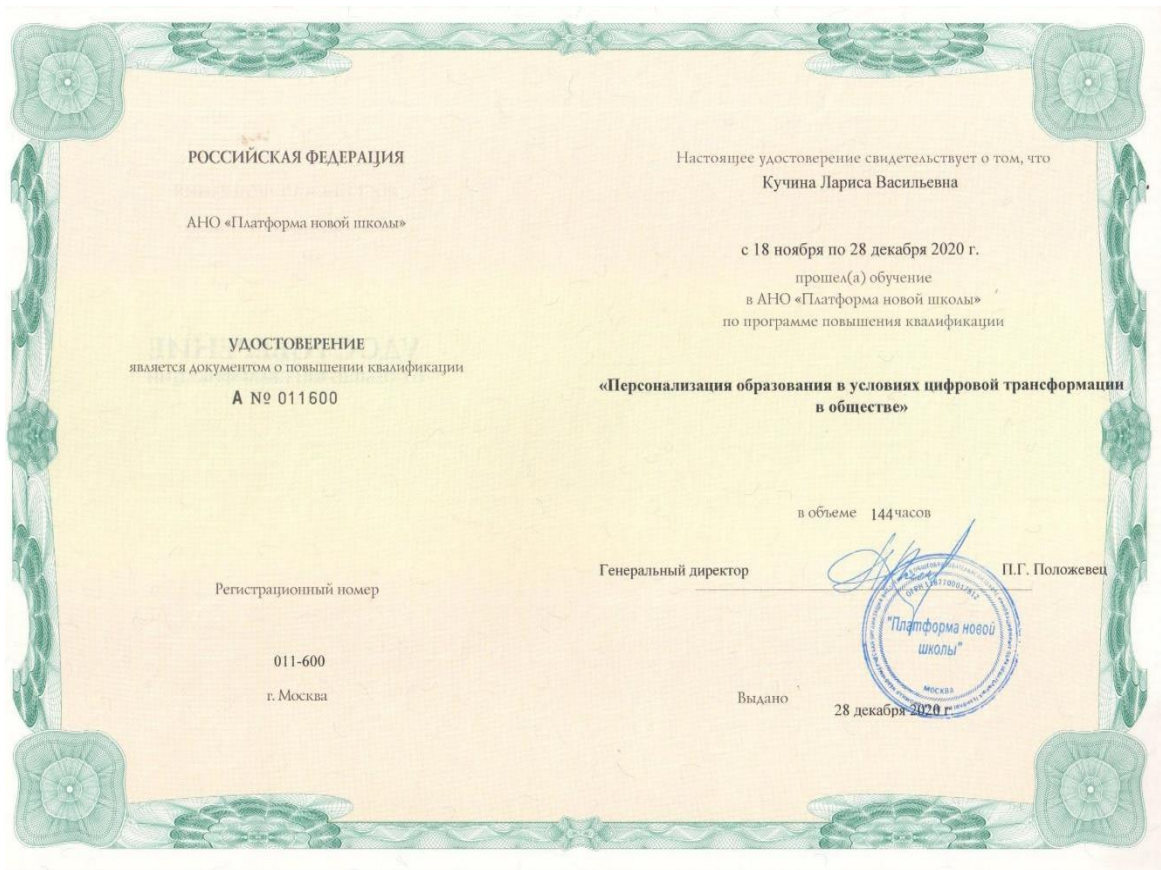 РОССИЙСКАЯ ФЕДЕРАЦИЯ
АНО «Платформа новой школы»
УДОСТОВЕРЕНИЕ
является документом о повышении квалификации
А № 011600
Регистрационный номер
011-600
г. Москва
Настоящее удостоверение свидетельствует о том, что
Кучина Лариса Васильевна
с 18 ноября по 28 декабря 2020 г.
прошел(а) обучение
в АНО «Платформа новой школы»
по программе повышения квалификации
«Персонализация образования в условиях цифровой трансформации
в обществе»
в объеме 144 часов
Генеральный директор
П.Г. Положевец
"Платформа новой
школы"
МОСКВА
Выдано
28 декабря 2020 г.